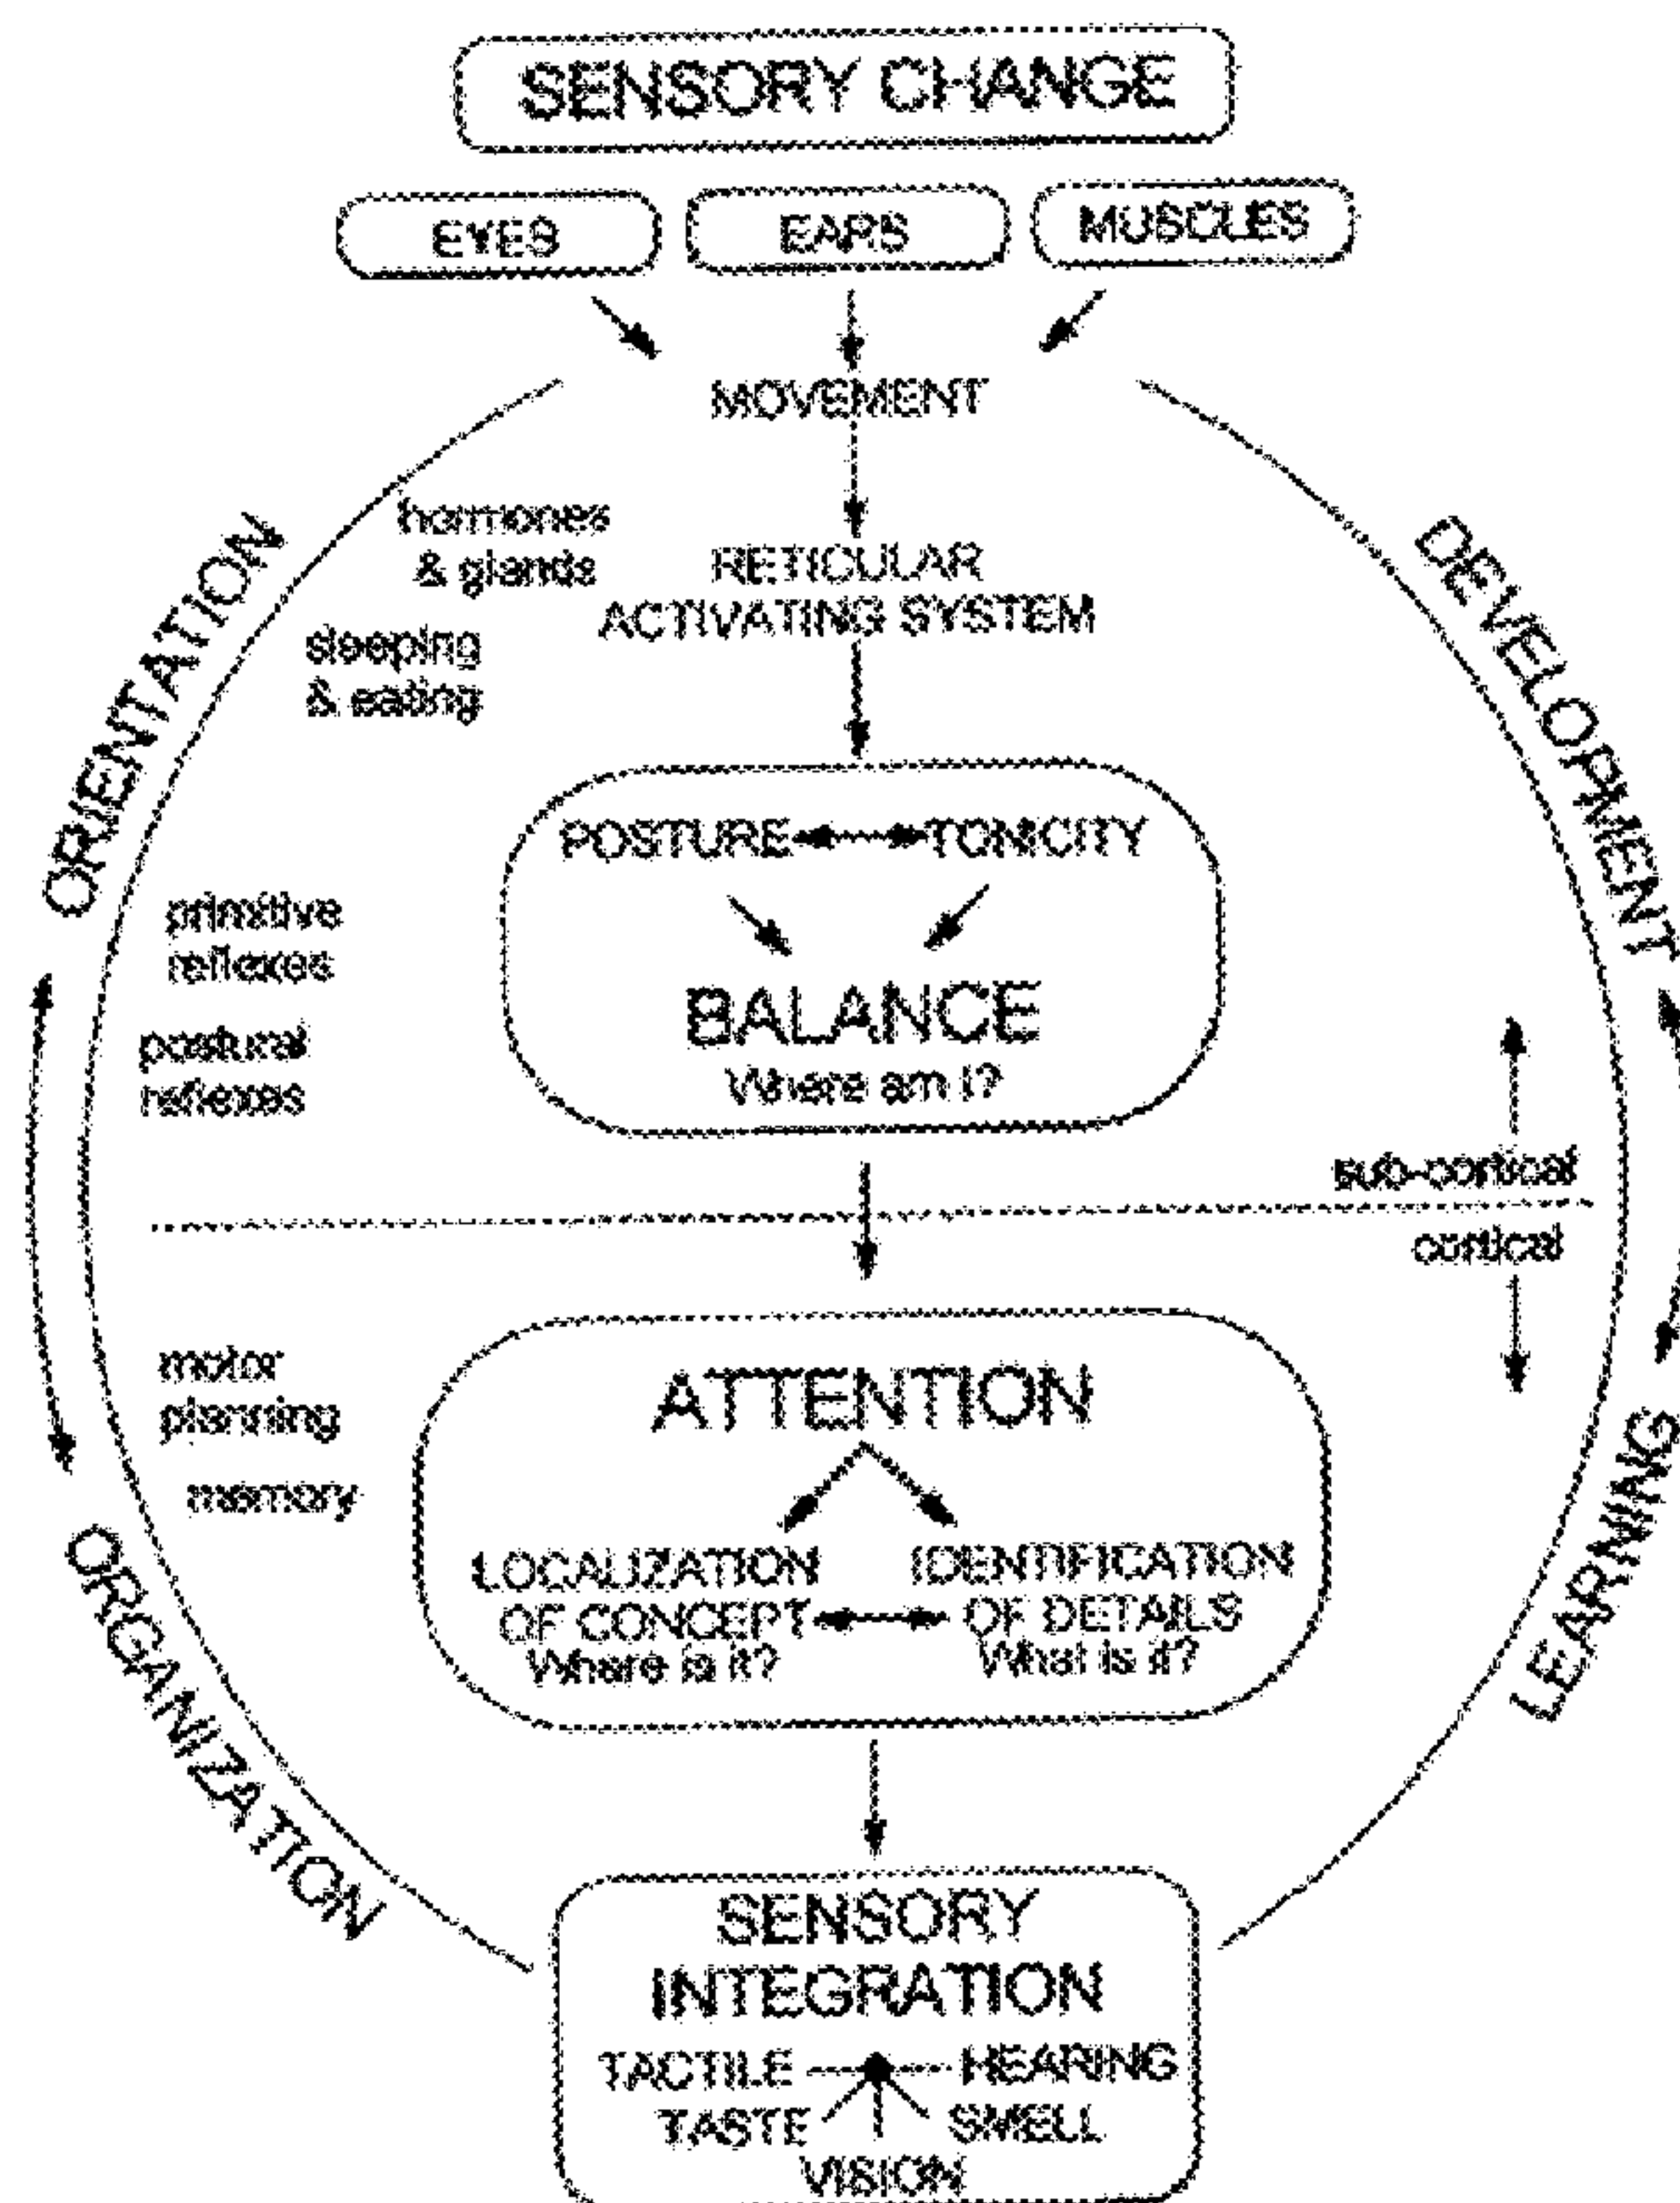 SENSORY CHANGE
EYES
EARS
MUSCLES
MOVEMENT
hormones
& glands
RETICULAR
ACTIVATING SYSTEM
sleeping
& eating
ORIENTATION
DEVELOPMENT
POSTURE
TONICITY
primitive
reflexes
BALANCE
postural
reflexes
Where am I?
sub-cortical
cortical
ATTENTION
motor
planning
memory
LOCALIZATION
OF CONCEPT
Where is it?
IDENTIFICATION
OF DETAILS
What is it?
ORGANIZATION
LEARNING
SENSORY
INTEGRATION
TACTILE
HEARING
TASTE
SMELL
VISION